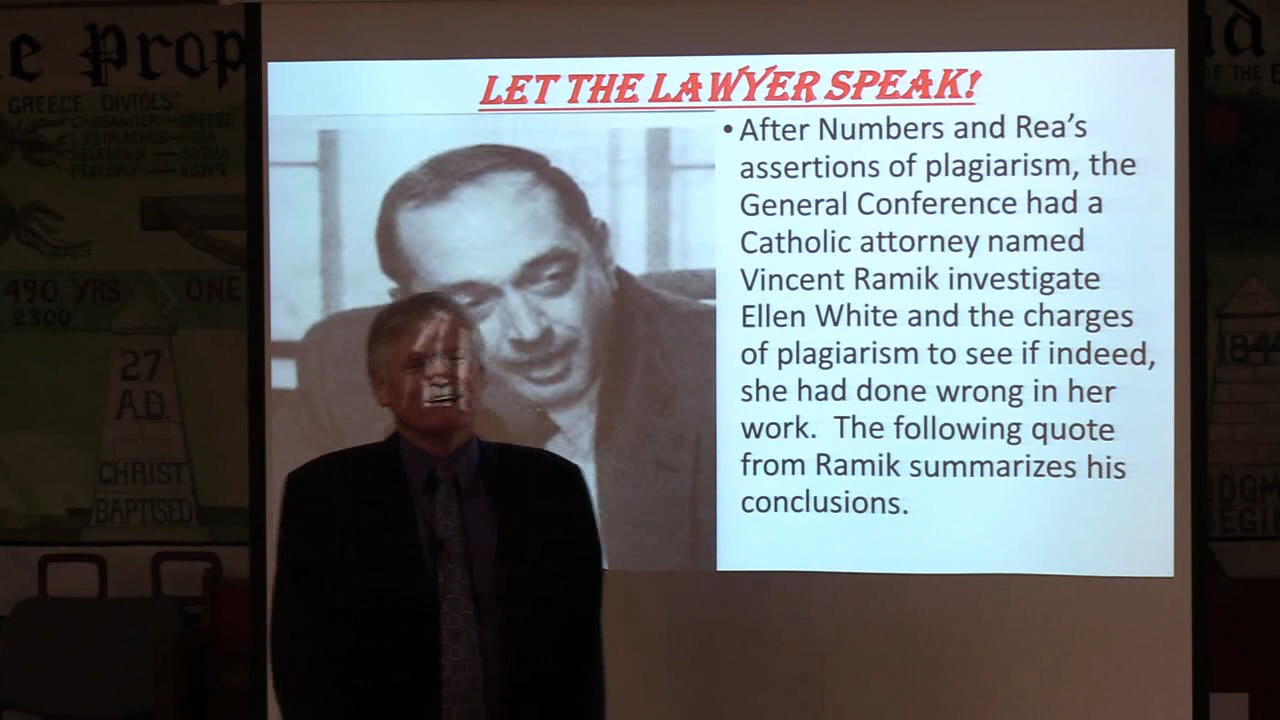 e Prop
GREECE DIVIDES:
CASSANDER - GREECE
LYSIMACHUS - ASIA
SELEUCUS - SYRIA
PTOLEMY - EGYPT
490 YRS ONE
2300
27
A.D.
CHRIST
BAPTISED
LET THE LAWYER SPEAK!
• After Numbers and Rea's
assertions of plagiarism, the
General Conference had a
Catholic attorney named
Vincent Ramik investigate
Ellen White and the charges
of plagiarism to see if indeed,
she had done wrong in her
work.  The following quote
from Ramik summarizes his
conclusions.
OF THE
184